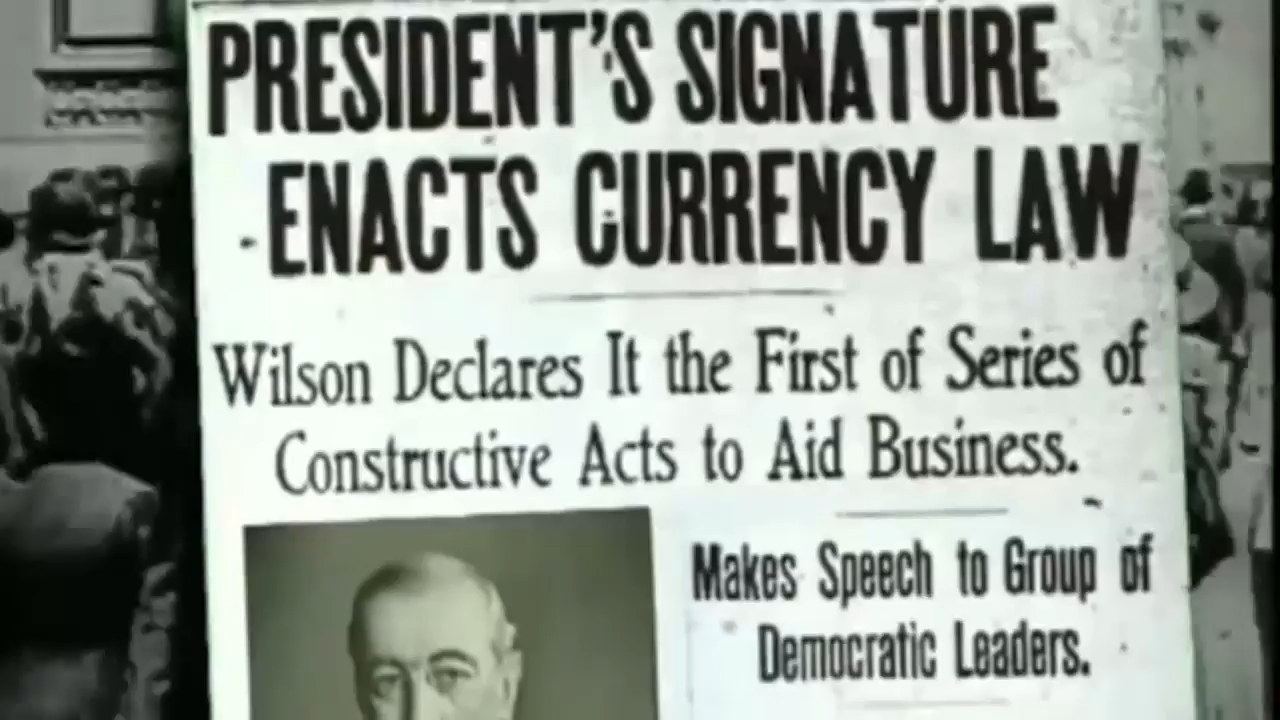 PRESIDENT'S SIGNATURE
ENACTS CURRENCY LAW
Wilson Declares It the First of Series of
Constructive Acts to Aid Business.
Makes Speech to Group of
Democratic Leaders.